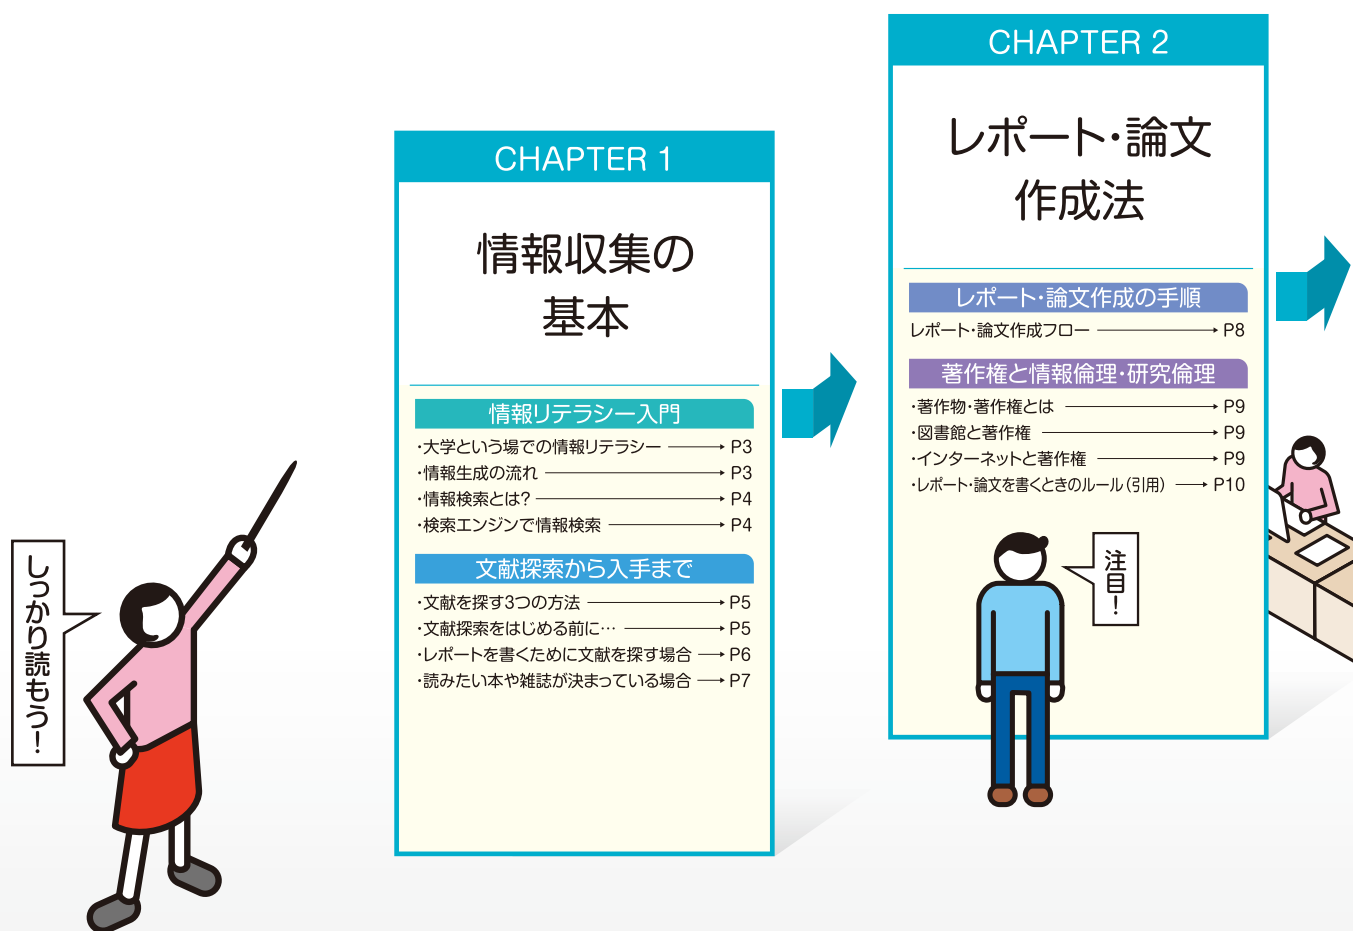 しっかり読もう!
CHAPTER 1
情報収集の
基本
情報リテラシー入門
・大学という場での情報リテラシー P3
・情報生成の流れ P3
・情報検索とは? P4
・検索エンジンで情報検索 P4
文献探索から入手まで
・文献を探す3つの方法 P5
・文献探索をはじめる前に… P5
・レポートを書くために文献を探す場合 P6
・読みたい本や雑誌が決まっている場合 P7
CHAPTER 2
レポート・論文
作成法
レポート・論文作成の手順
レポート・論文作成フロー P8
著作権と情報倫理・研究倫理
・著作物・著作権とは P9
・図書館と著作権 P9
・インターネットと著作権 P9
・レポート・論文を書くときのルール(引用) P10
注目!